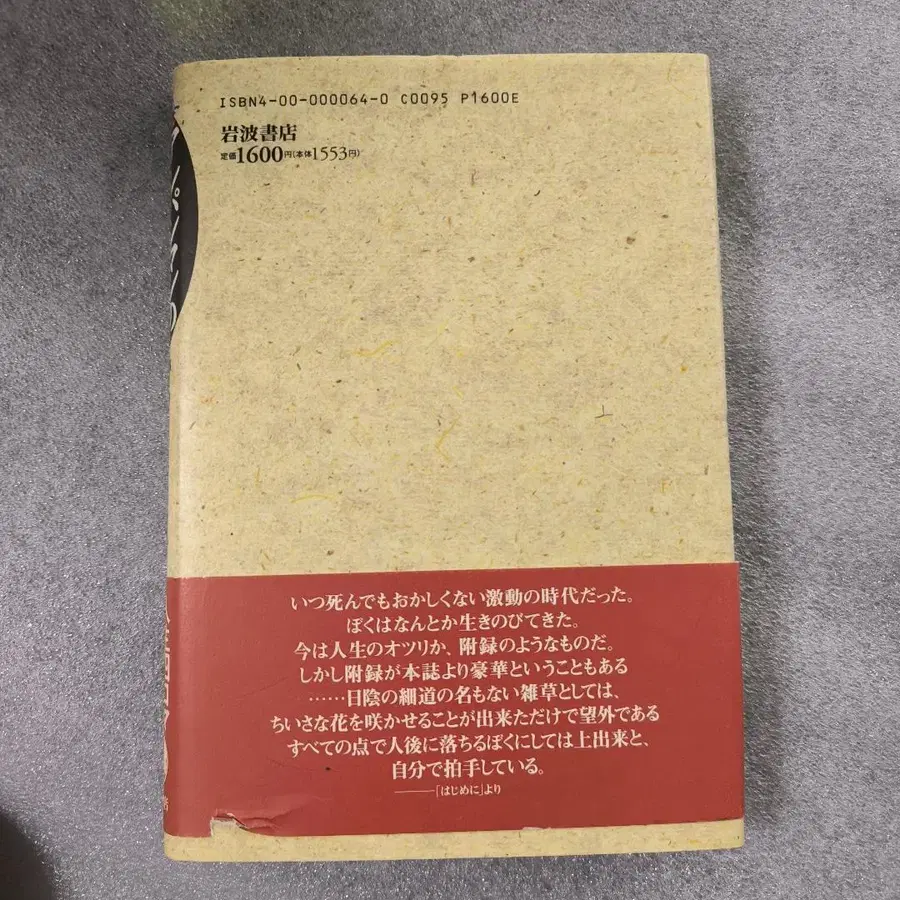 ISBN4-00-000064-0 C0095 P1600E
岩波書店
定価1600円(本体1553円)
いつ死んでもおかしくない激動の時代だった。
ぼくはなんとか生きのびてきた。
今は人生のオツリか、附録のようなものだ。
しかし附録が本誌より豪華ということもある
……日陰の細道の名もない雑草としては、
ちいさな花を咲かせることが出来ただけで望外である
すべての点で人後に落ちるぼくにしては上出来と、
自分で拍手している。
——「はじめに」より